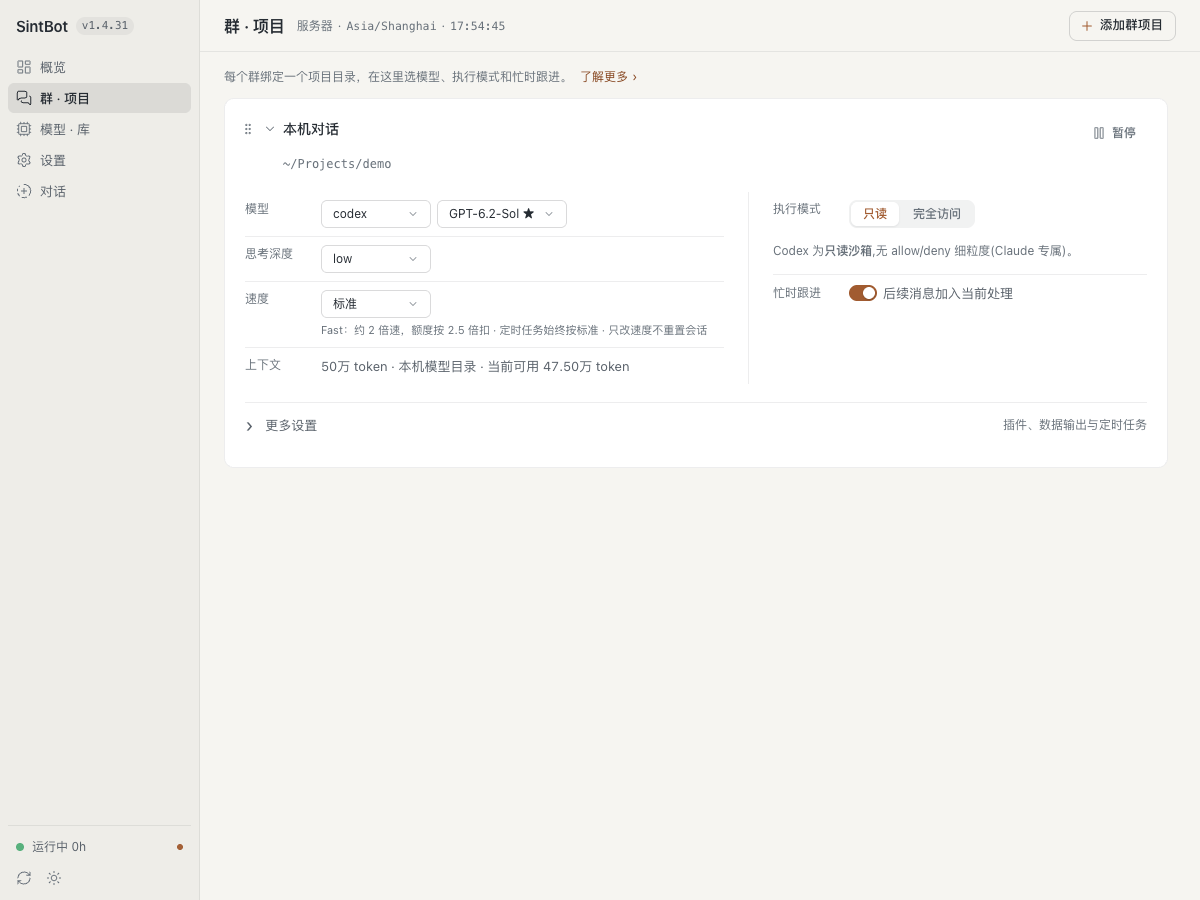 SintBot v1.4.31
概览
群 · 项目
模型 · 库
设置
对话
运行中 0h
群 · 项目 服务器 · Asia/Shanghai · 17:54:45
添加群项目
每个群绑定一个项目目录，在这里选模型、执行模式和忙时跟进。 了解更多 ›
本机对话
暂停
~/Projects/demo
模型 codex GPT-6.2-Sol ★
思考深度 low
速度 标准
Fast：约 2 倍速，额度按 2.5 倍扣 · 定时任务始终按标准 · 只改速度不重置会话
上下文 50万 token · 本机模型目录 · 当前可用 47.50万 token
执行模式 只读 完全访问
Codex 为只读沙箱,无 allow/deny 细粒度(Claude 专属)。
忙时跟进 后续消息加入当前处理
更多设置
插件、数据输出与定时任务